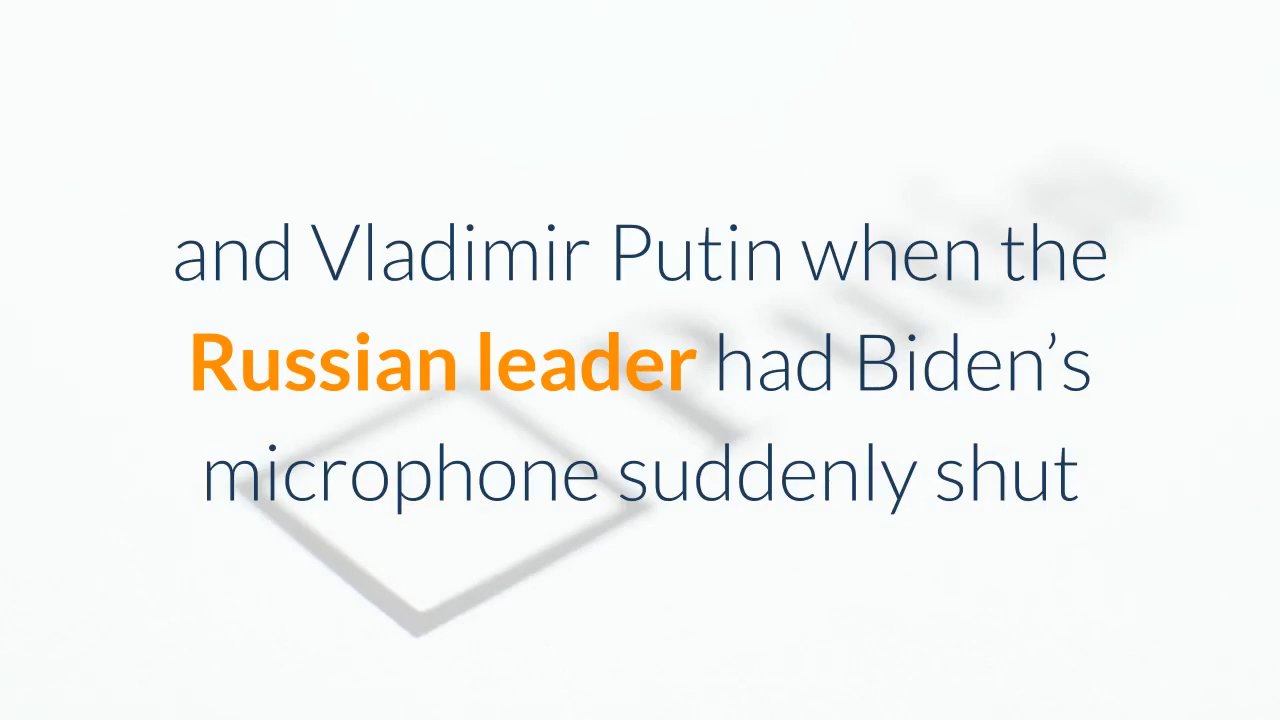 and Vladimir Putin when the
Russian leader had Biden’s
microphone suddenly shut